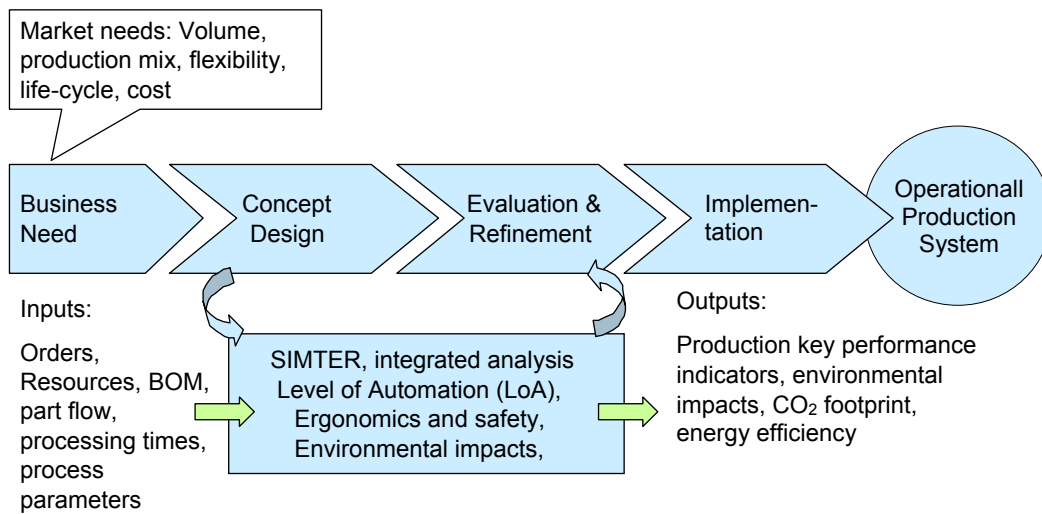 Market needs: Volume,
production mix, flexibility,
life-cycle, cost
Business
Need
Concept
Design
Evaluation &
Refinement
Implemen-
tation
Operationall
Production
System
Inputs:
Orders,
Resources, BOM,
part flow,
processing times,
process
parameters
SIMTER, integrated analysis
Level of Automation (LoA),
Ergonomics and safety,
Environmental impacts,
Outputs:
Production key performance
indicators, environmental
impacts, CO₂ footprint,
energy efficiency